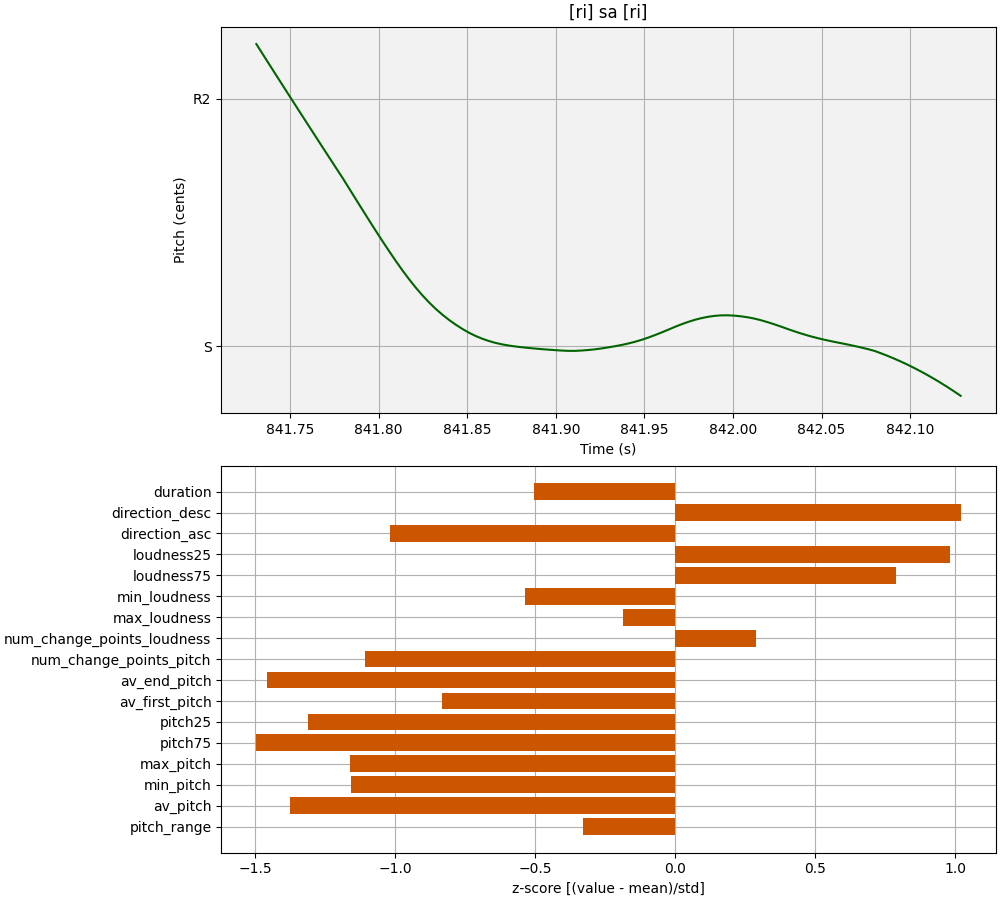 [ri] sa [ri]
R2
S
Pitch (cents)
841.75 841.80 841.85 841.90 841.95 842.00 842.05 842.10
Time (s)
duration
direction_desc
direction_asc
loudness25
loudness75
min_loudness
max_loudness
num_change_points_loudness
num_change_points_pitch
av_end_pitch
av_first_pitch
pitch25
pitch75
max_pitch
min_pitch
av_pitch
pitch_range
−1.5 −1.0 −0.5 0.0 0.5 1.0
z-score [(value - mean)/std]